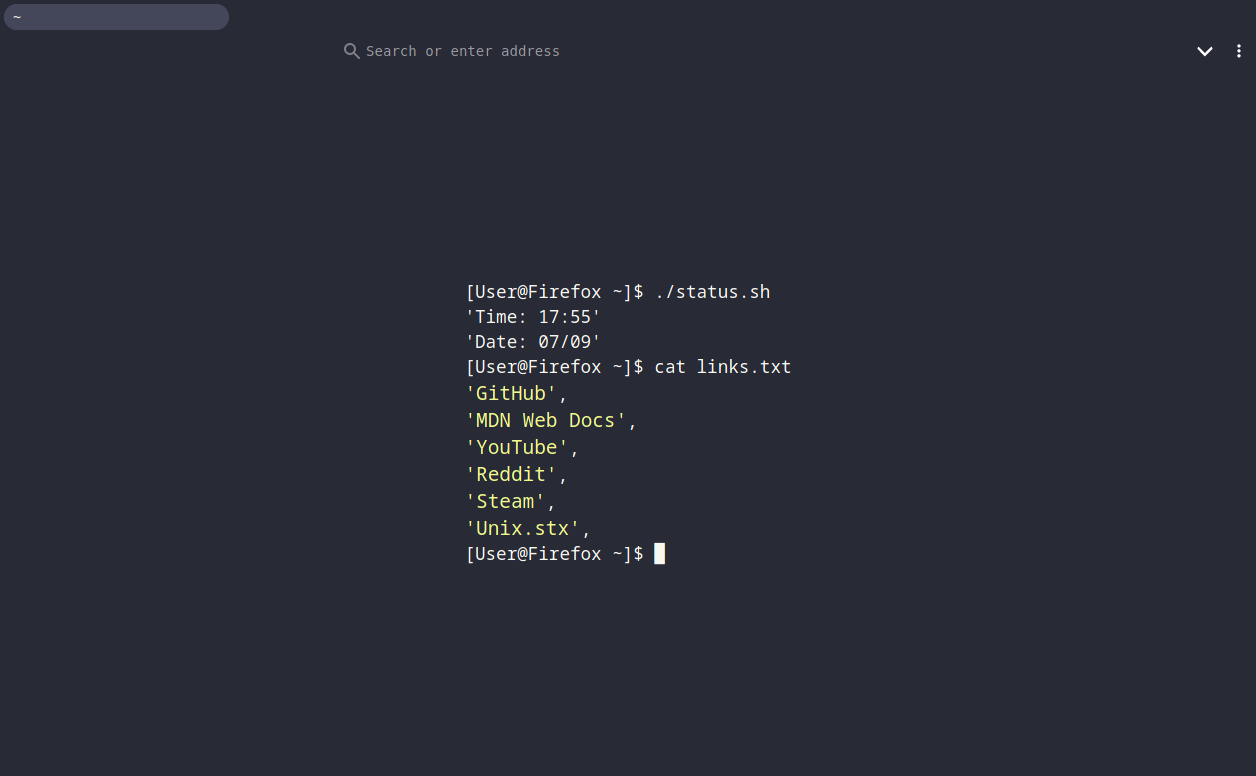 ~
Search or enter address
[User@Firefox ~]$ ./status.sh
'Time: 17:55'
'Date: 07/09'
[User@Firefox ~]$ cat links.txt
'GitHub',
'MDN Web Docs',
'YouTube',
'Reddit',
'Steam',
'Unix.stx',
[User@Firefox ~]$